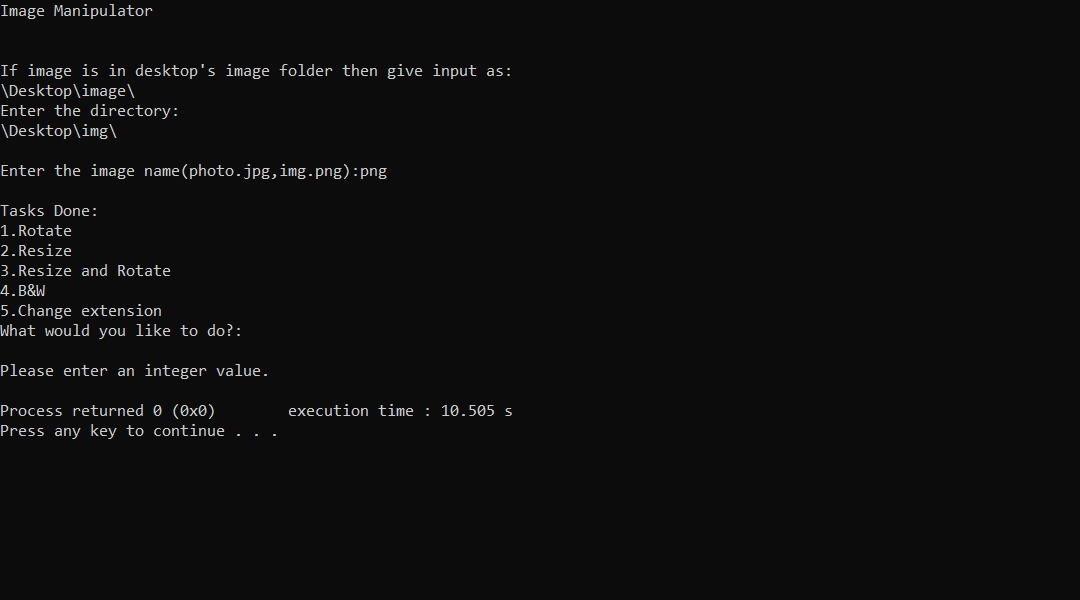 Image Manipulator
If image is in desktop's image folder then give input as:
\Desktop\image\
Enter the directory:
\Desktop\img\
Enter the image name(photo.jpg,img.png):png
Tasks Done:
1.Rotate
2.Resize
3.Resize and Rotate
4.B&W
5.Change extension
What would you like to do?:
Please enter an integer value.
Process returned 0 (0x0)        execution time : 10.505 s
Press any key to continue . . .